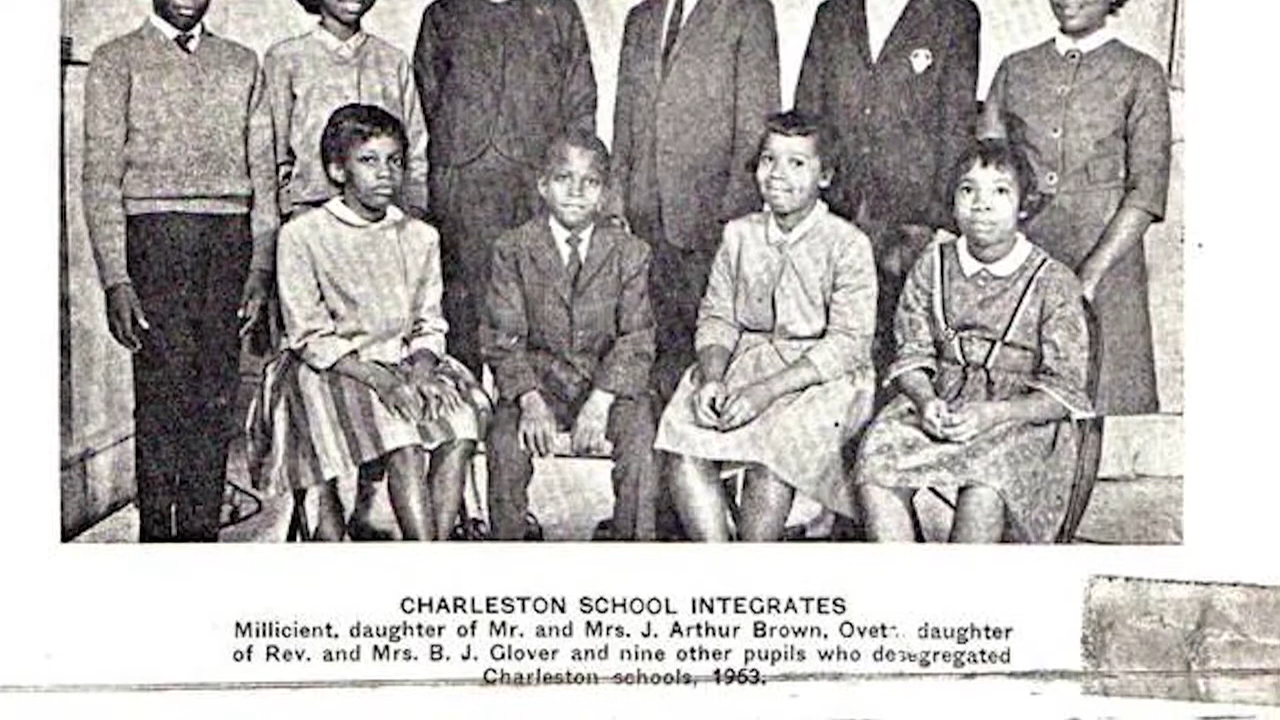 CHARLESTON SCHOOL INTEGRATES
Millicient, daughter of Mr. and Mrs. J. Arthur Brown, daughter
of Rev. and Mrs. B. J. Glover and nine other pupils who desegregated
Charleston schools, 1963.